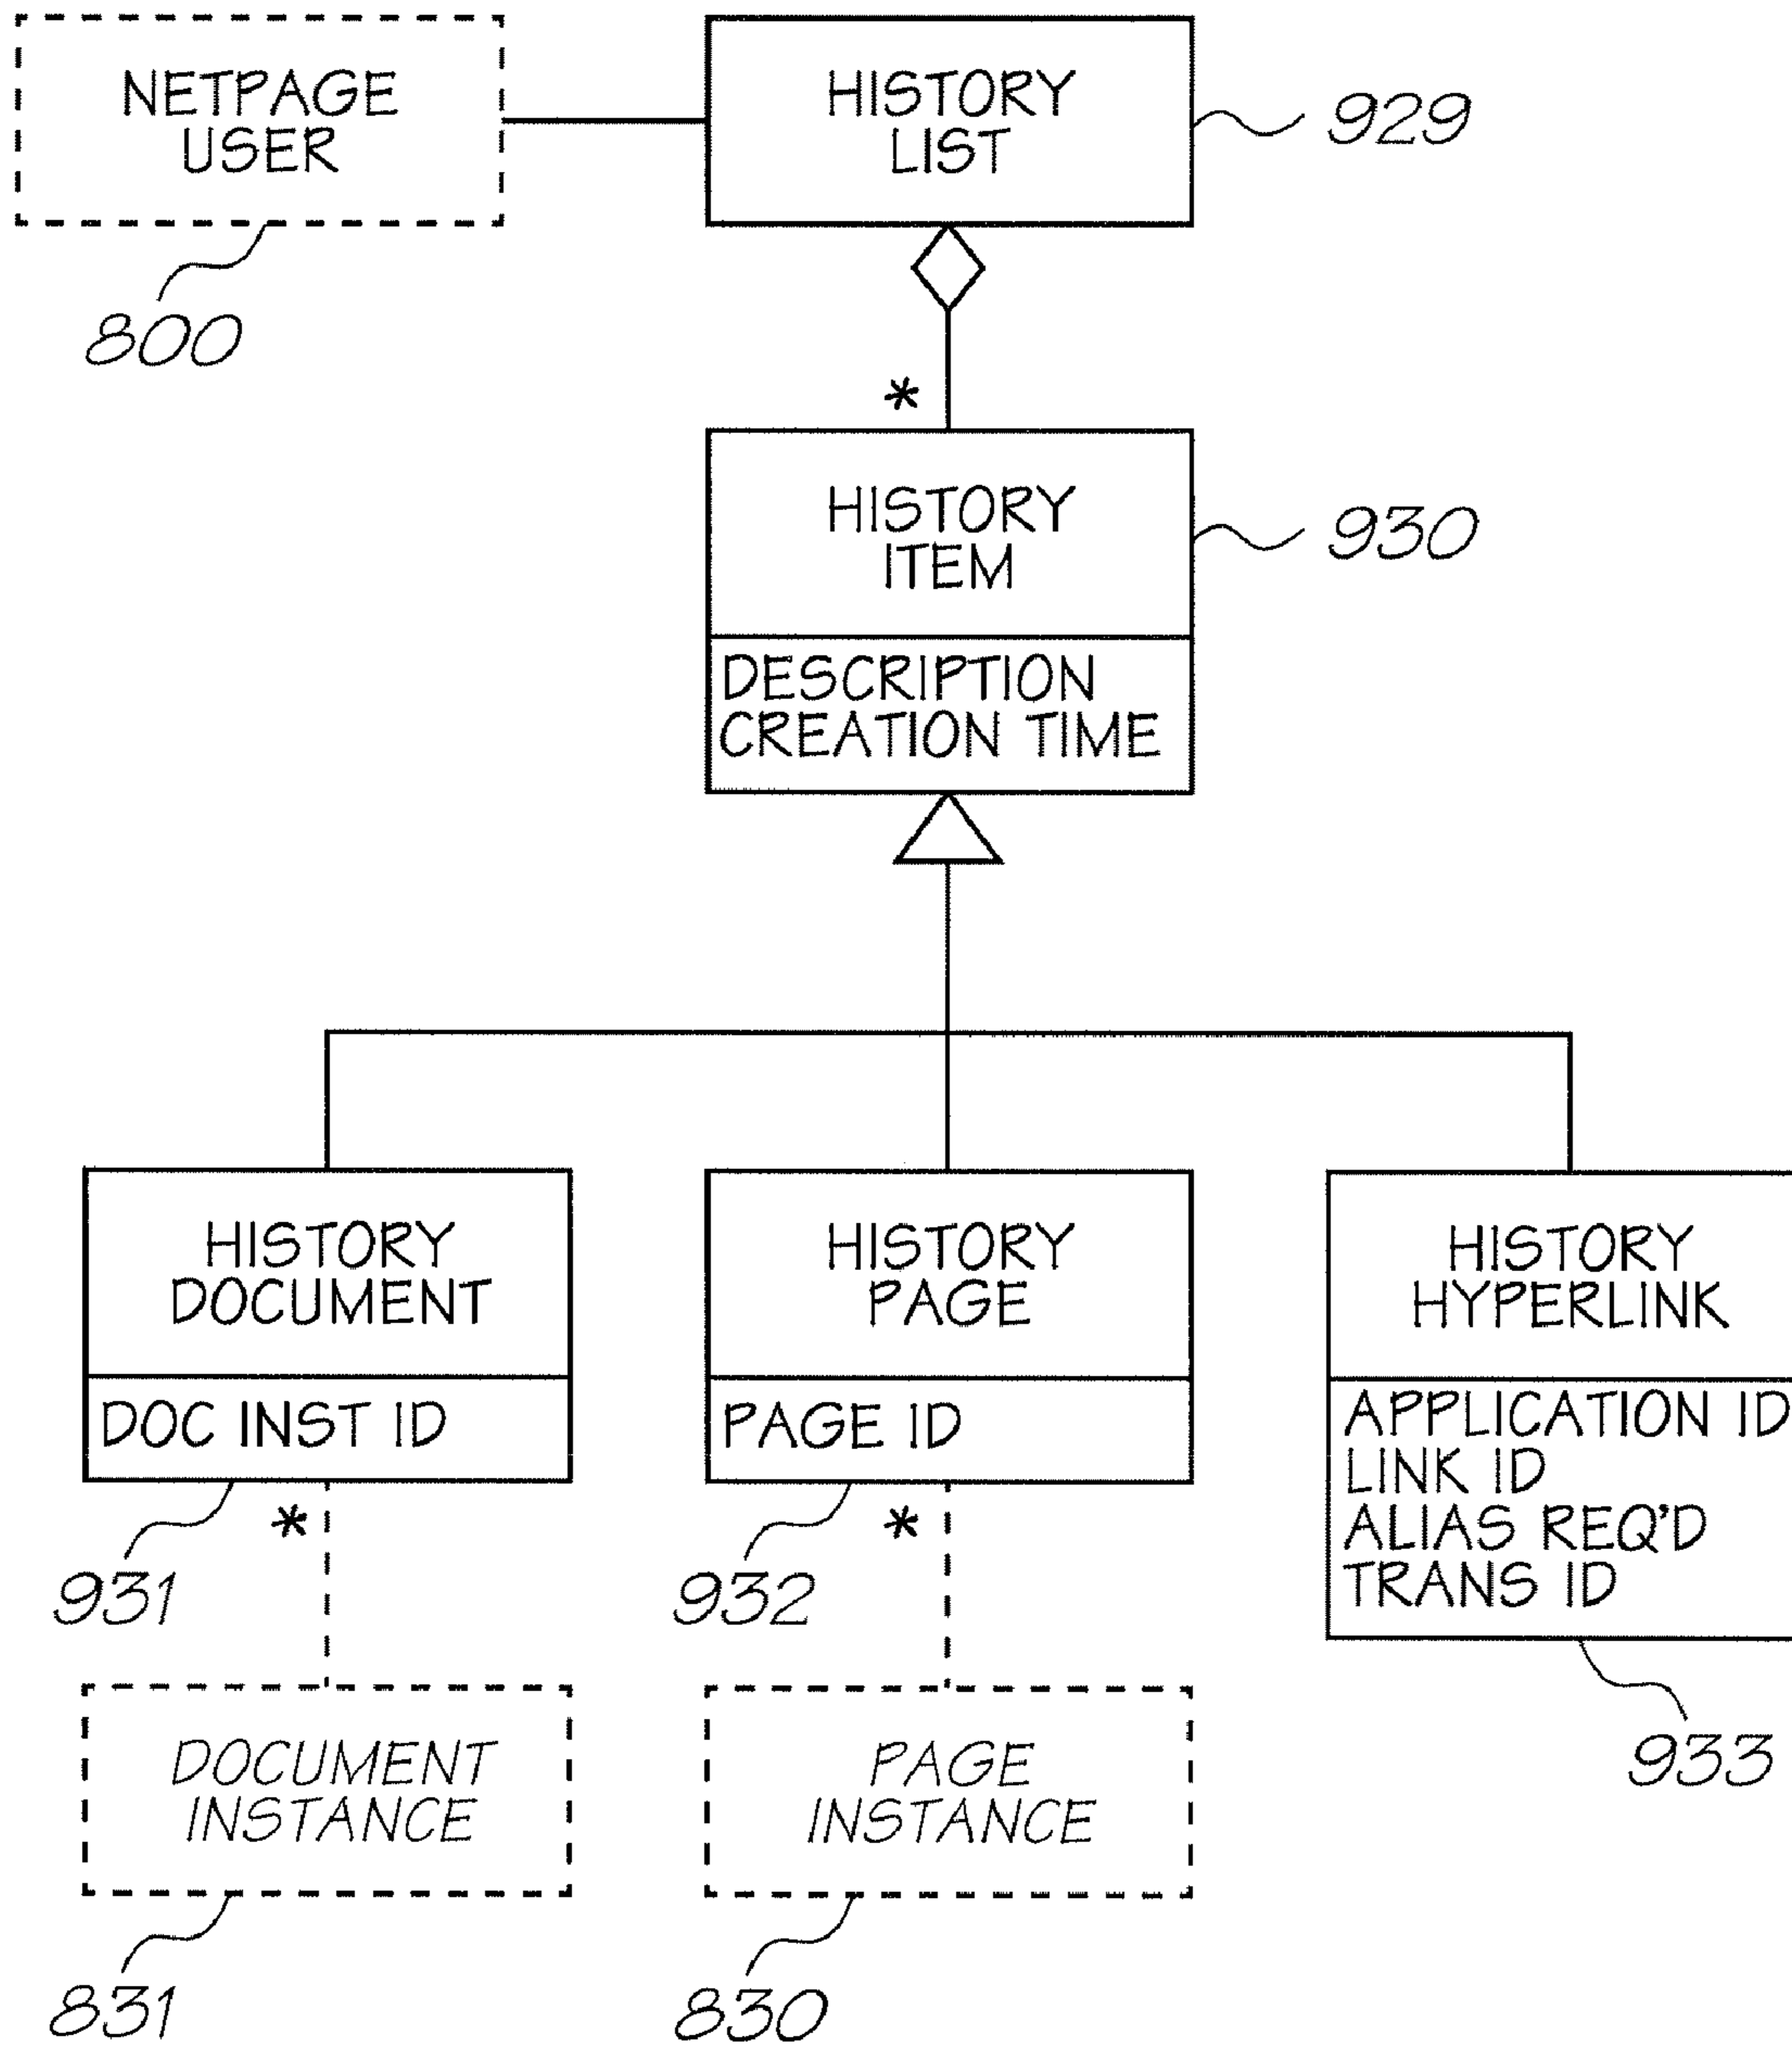 NETPAGE
USER
800
HISTORY
LIST
929
*
HISTORY
ITEM
930
DESCRIPTION
CREATION TIME
HISTORY
DOCUMENT
DOC INST ID
931
*
HISTORY
PAGE
PAGE ID
932
*
HISTORY
HYPERLINK
APPLICATION ID
LINK ID
ALIAS REQ'D
TRANS ID
933
DOCUMENT
INSTANCE
831
PAGE
INSTANCE
830